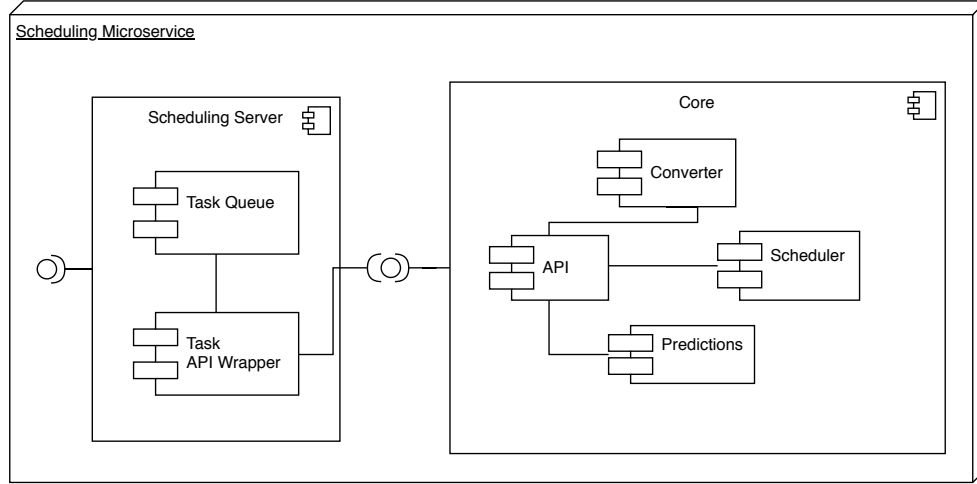 Scheduling Microservice
Scheduling Server
Task Queue
Task
API Wrapper
Core
Converter
API
Scheduler
Predictions